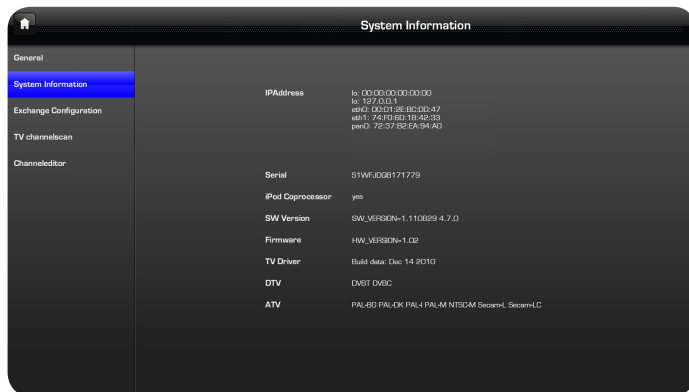 System Information
General
System Information
Exchange Configuration
TV channelscan
Channeleditor
IPAddress
lo: 00:00:00:00:00:00
lo: 127.0.0.1
eth0: 00:01:2E:BC:DD:47
eth1: 74:F0:6D:1B:42:33
pan0: 72:37:B2:EA:94:A0
Serial S1WFJDGB171779
iPod Coprocessor yes
SW Version SW_VERSION=1.110829 4.7.0
Firmware HW_VERSION=1.02
TV Driver Build data: Dec 14 2010
DTV DVBT DVBC
ATV PAL-BG PAL-DK PAL-I PAL-M NTSC-M Secam-L Secam-LC